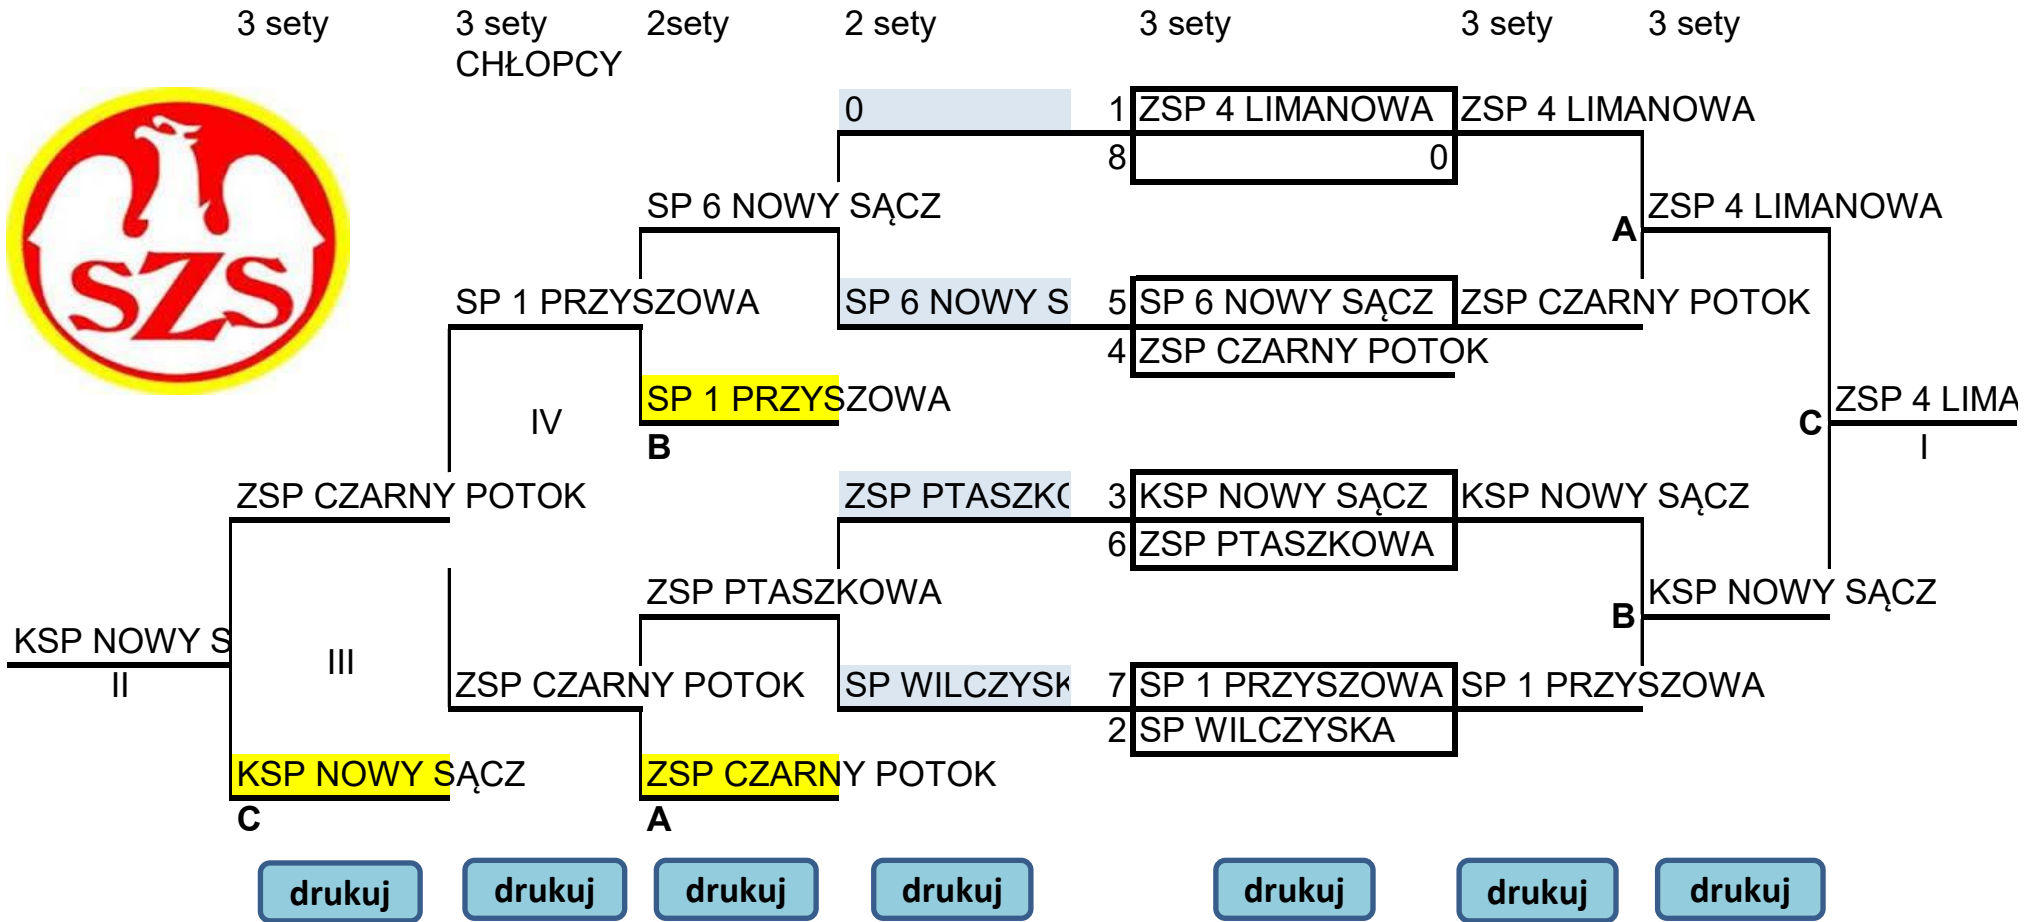 3 sety 3 sety 2sety 2 sety 3 sety 3 sety 3 sety
CHŁOPCY
0 1 ZSP 4 LIMANOWA ZSP 4 LIMANOWA
8 0
SP 6 NOWY SĄCZ ZSP 4 LIMANOWA
A
SP 1 PRZYSZOWA SP 6 NOWY S 5 SP 6 NOWY SĄCZ ZSP CZARNY POTOK
4 ZSP CZARNY POTOK
SP 1 PRZYSZOWA ZSP 4 LIMA
IV C
B I
ZSP CZARNY POTOK ZSP PTASZKO 3 KSP NOWY SĄCZ KSP NOWY SĄCZ
6 ZSP PTASZKOWA
ZSP PTASZKOWA KSP NOWY SĄCZ
B
KSP NOWY S
III
II ZSP CZARNY POTOK SP WILCZYSK 7 SP 1 PRZYSZOWA SP 1 PRZYSZOWA
2 SP WILCZYSKA
KSP NOWY SĄCZ ZSP CZARNY POTOK
C A
drukuj drukuj drukuj drukuj drukuj drukuj drukuj
SZS